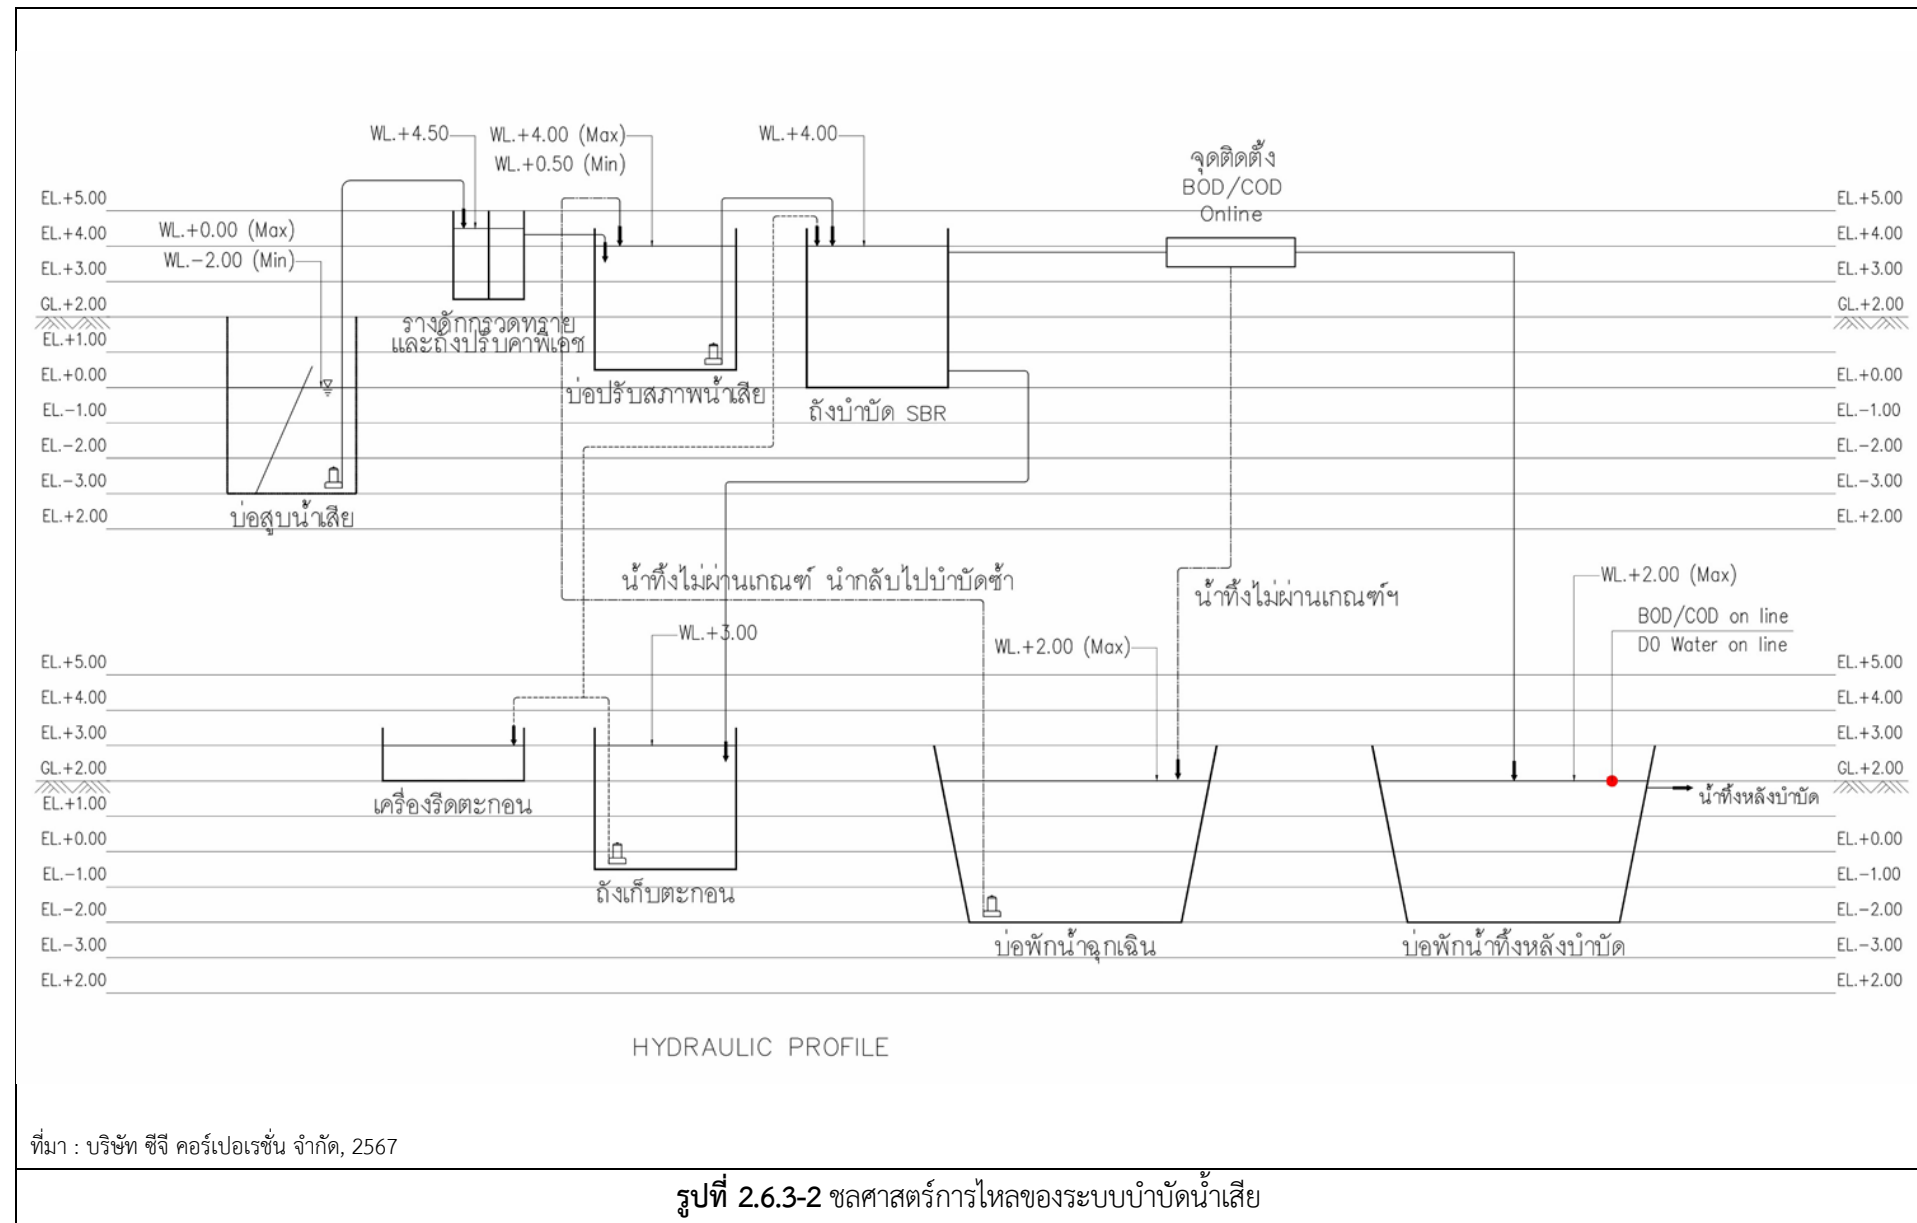 WL.+4.50
WL.+4.00 (Max)
WL.+0.50 (Min)
WL.+4.00
จุดติดตั้ง
BOD/COD
Online
EL.+5.00
EL.+5.00
EL.+4.00
WL.+0.00 (Max)
EL.+4.00
WL.-2.00 (Min)
EL.+3.00
EL.+3.00
GL.+2.00
GL.+2.00
รางดักกรวดทราย
และถังปรับค่าพีเอช
EL.+1.00
EL.+0.00
EL.+0.00
บ่อปรับสภาพน้ำเสีย
EL.-1.00
ถังบำบัด SBR
EL.-1.00
EL.-2.00
EL.-2.00
EL.-3.00
EL.-3.00
EL.+2.00
บ่อสูบน้ำเสีย
EL.+2.00
น้ำทิ้งไม่ผ่านเกณฑ์ นำกลับไปบำบัดซ้ำ
น้ำทิ้งไม่ผ่านเกณฑ์ฯ
WL.+2.00 (Max)
BOD/COD on line
DO Water on line
WL.+3.00
WL.+2.00 (Max)
EL.+5.00
EL.+5.00
EL.+4.00
EL.+4.00
EL.+3.00
EL.+3.00
GL.+2.00
GL.+2.00
EL.+1.00
เครื่องรีดตะกอน
น้ำทิ้งหลังบำบัด
EL.+0.00
EL.+0.00
EL.-1.00
EL.-1.00
ถังเก็บตะกอน
EL.-2.00
EL.-2.00
EL.-3.00
บ่อพักน้ำฉุกเฉิน
บ่อพักน้ำทิ้งหลังบำบัด
EL.-3.00
EL.+2.00
EL.+2.00
HYDRAULIC PROFILE
ที่มา : บริษัท ซีจี คอร์เปอเรชั่น จำกัด, 2567
รูปที่ 2.6.3-2 ชลศาสตร์การไหลของระบบบำบัดน้ำเสีย